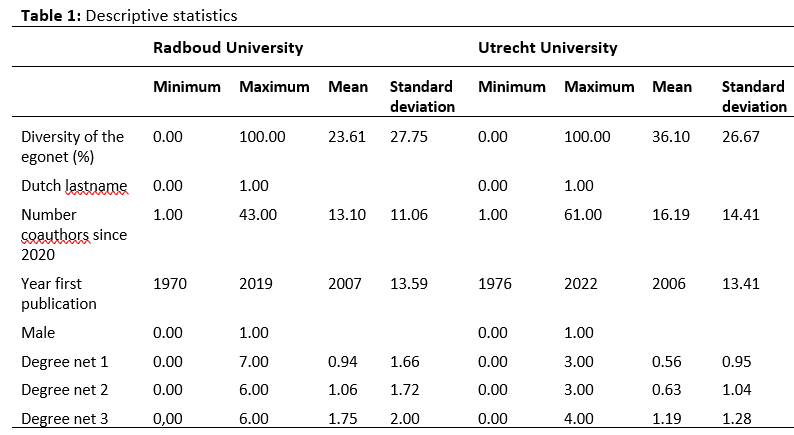 Table 1: Descriptive statistics
Radboud University Utrecht University
Minimum Maximum Mean Standard deviation Minimum Maximum Mean Standard deviation
Diversity of the egonet (%) 0.00 100.00 23.61 27.75 0.00 100.00 36.10 26.67
Dutch lastname 0.00 1.00 0.00 1.00
Number coauthors since 2020 1.00 43.00 13.10 11.06 1.00 61.00 16.19 14.41
Year first publication 1970 2019 2007 13.59 1976 2022 2006 13.41
Male 0.00 1.00 0.00 1.00
Degree net 1 0.00 7.00 0.94 1.66 0.00 3.00 0.56 0.95
Degree net 2 0.00 6.00 1.06 1.72 0.00 3.00 0.63 1.04
Degree net 3 0,00 6.00 1.75 2.00 0.00 4.00 1.19 1.28